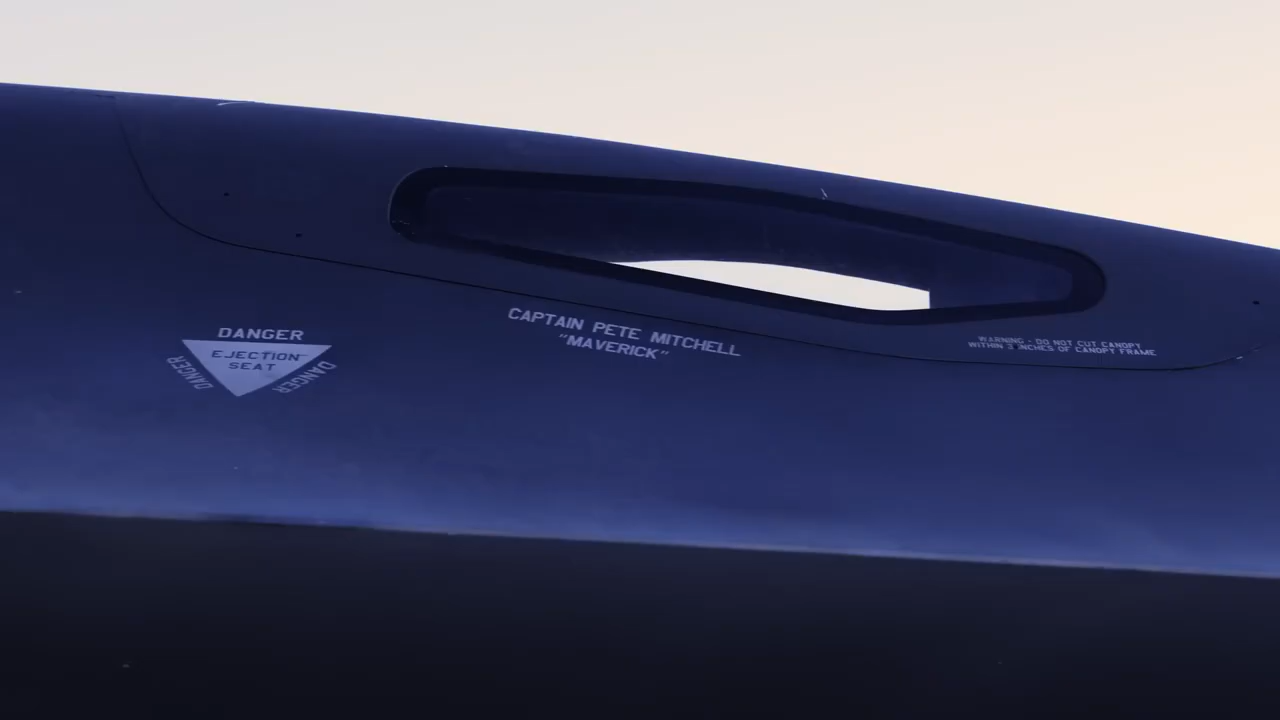 DANGER
EJECTION
SEAT
DANGER
DANGER
CAPTAIN PETE MITCHELL
"MAVERICK"
WARNING - DO NOT CUT CANOPY
WITHIN 3 INCHES OF CANOPY FRAME